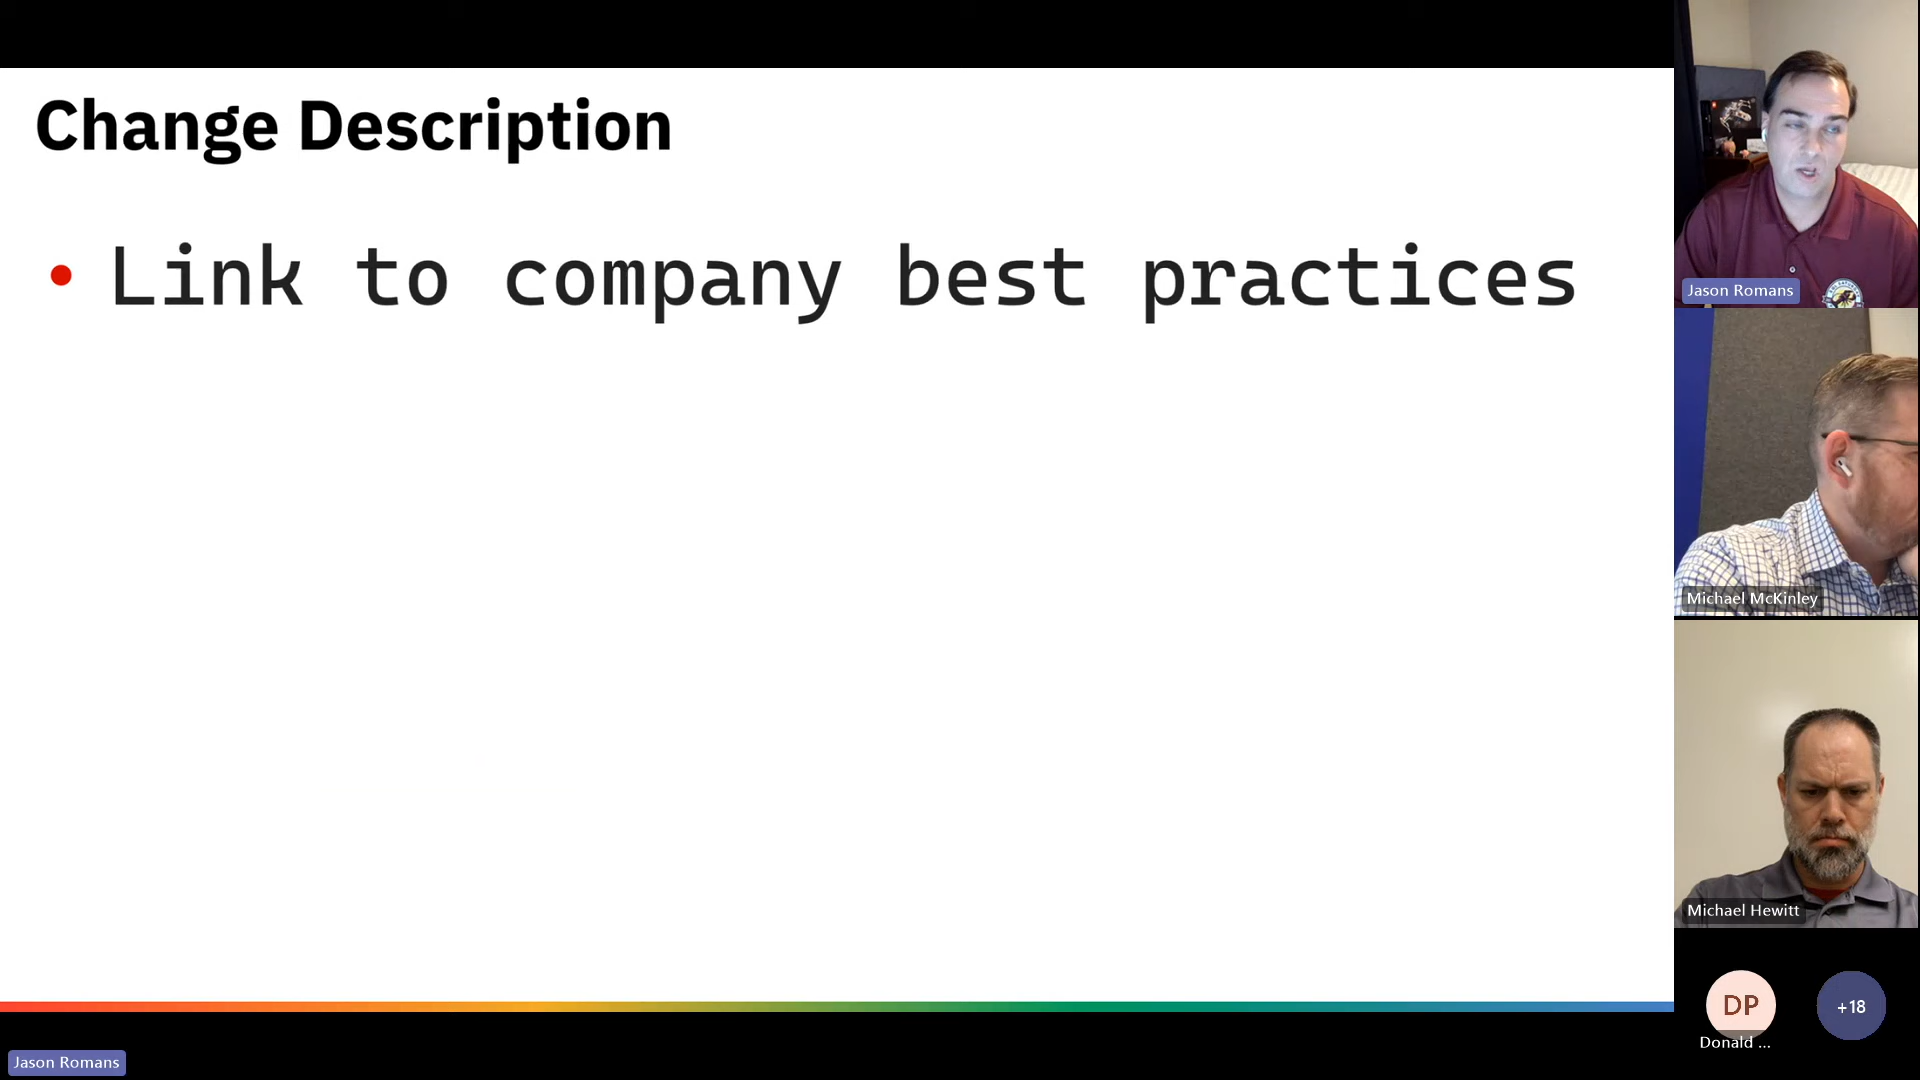 Change Description
• Link to company best practices
Jason Romans
Michael McKinley
Michael Hewitt
DP
Donald ...
+18
Jason Romans